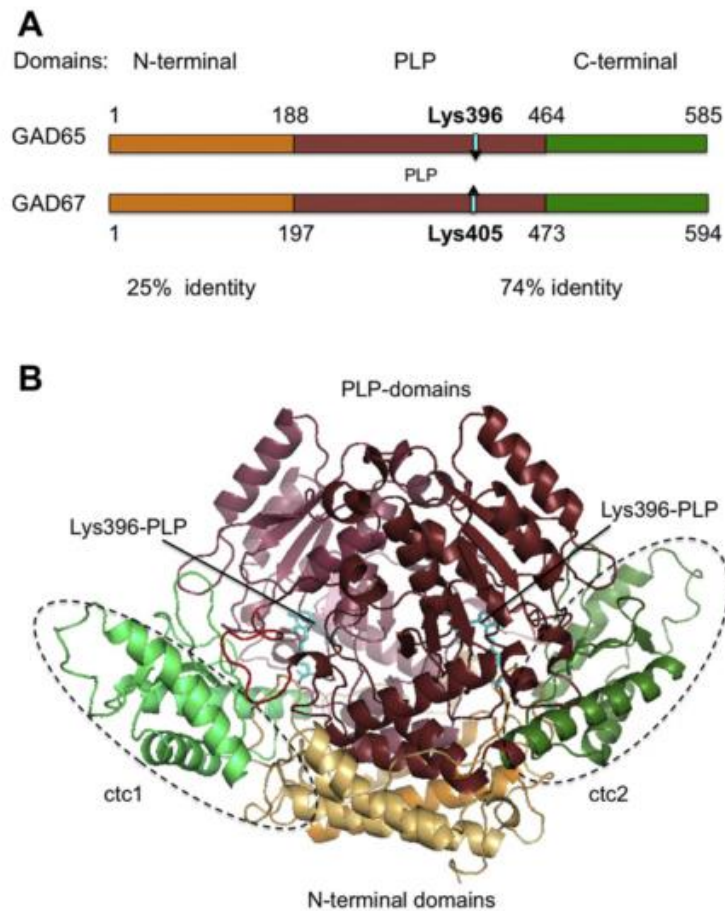 A
Domains: N-terminal PLP C-terminal
1 188 Lys396 464 585
GAD65
PLP
GAD67
1 197 Lys405 473 594
25% identity 74% identity
B
PLP-domains
Lys396-PLP Lys396-PLP
ctc1 ctc2
N-terminal domains